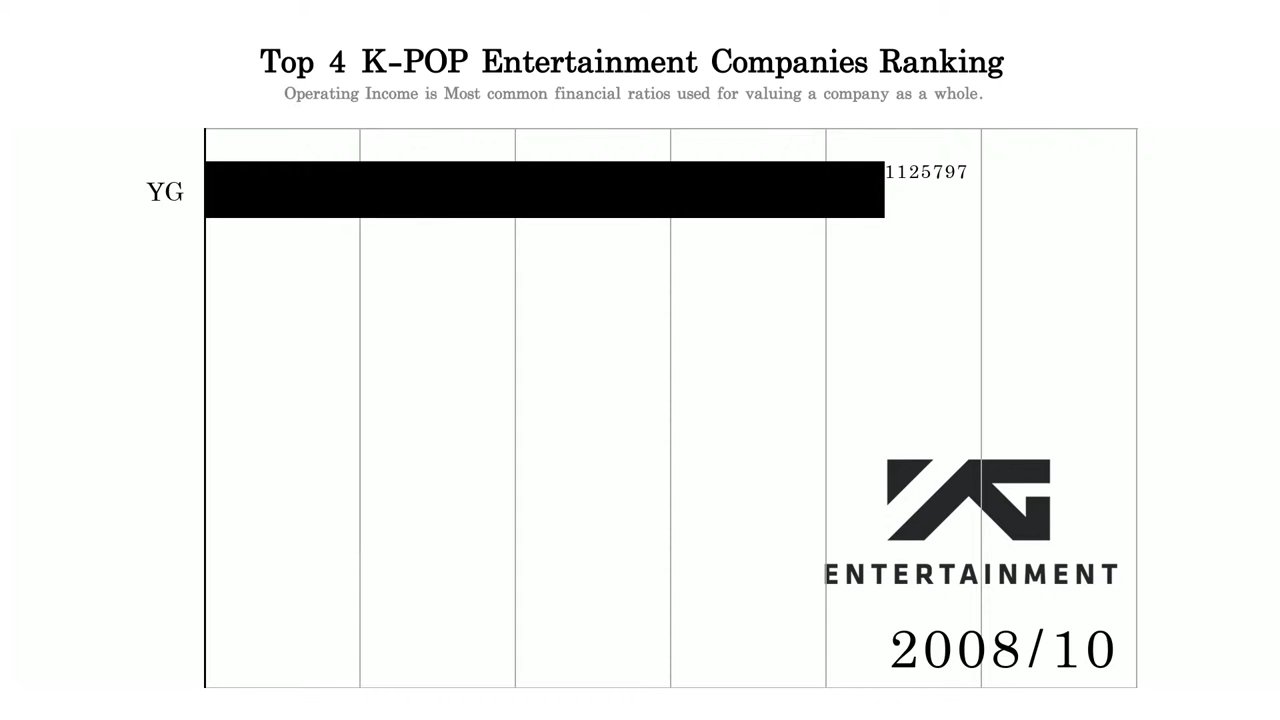 Top 4 K-POP Entertainment Companies Ranking
Operating Income is Most common financial ratios used for valuing a company as a whole.
YG
1125797
YG
ENTERTAINMENT
2008/10